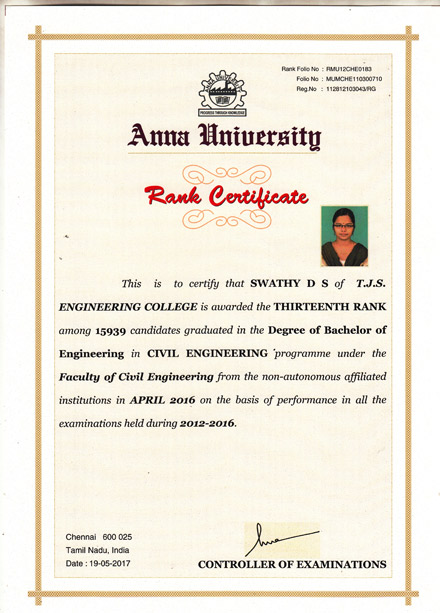 Rank Folio No : RMU12CHE0183
Folio No : MUMCHE110300710
Reg.No : 112812103043/RG
PROGRESS THROUGH KNOWLEDGE
Anna University
Rank Certificate
This is to certify that SWATHY D S of T.J.S.
ENGINEERING COLLEGE is awarded the THIRTEENTH RANK
among 15939 candidates graduated in the Degree of Bachelor of
Engineering in CIVIL ENGINEERING programme under the
Faculty of Civil Engineering from the non-autonomous affiliated
institutions in APRIL 2016 on the basis of performance in all the
examinations held during 2012-2016.
Chennai 600 025
Tamil Nadu, India
Date : 19-05-2017
CONTROLLER OF EXAMINATIONS